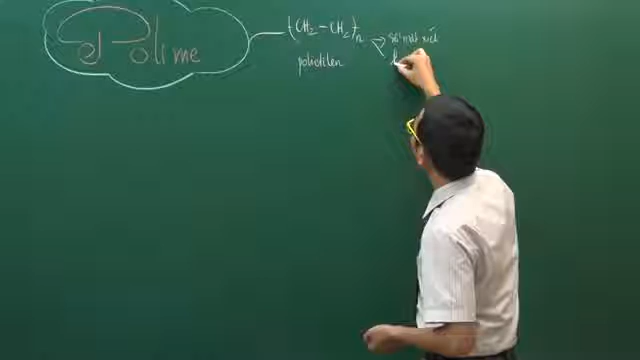 Polime
(CH₂ – CH₂)ₙ
polietilen
số mắt xích